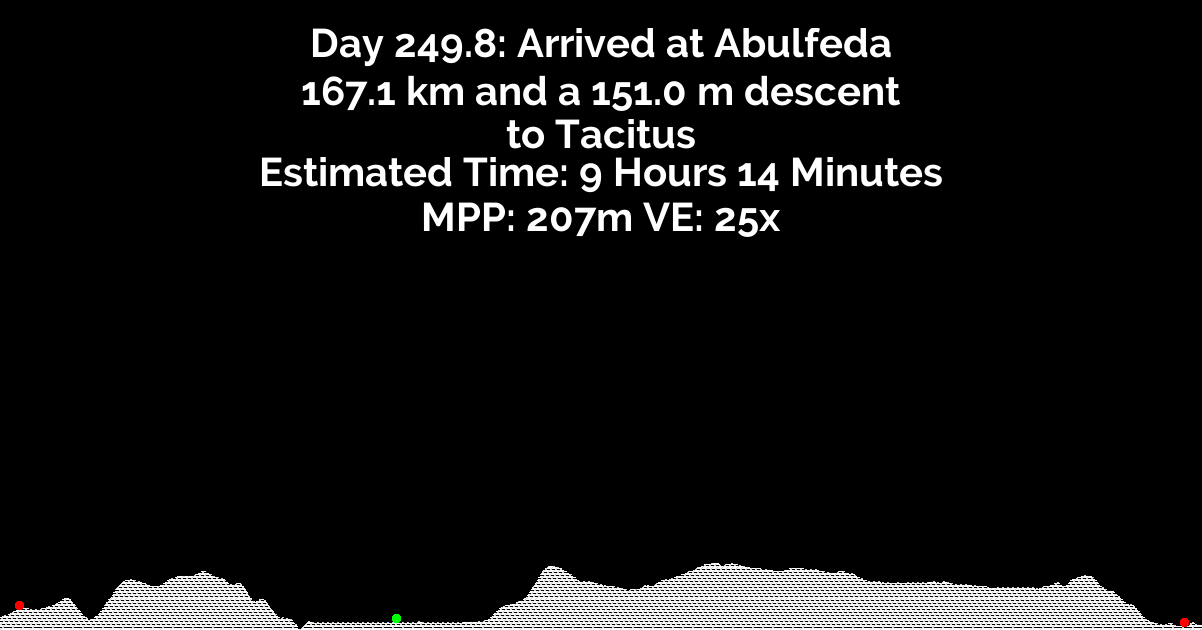 Day 249.8: Arrived at Abulfeda
167.1 km and a 151.0 m descent
to Tacitus
Estimated Time: 9 Hours 14 Minutes
MPP: 207m VE: 25x